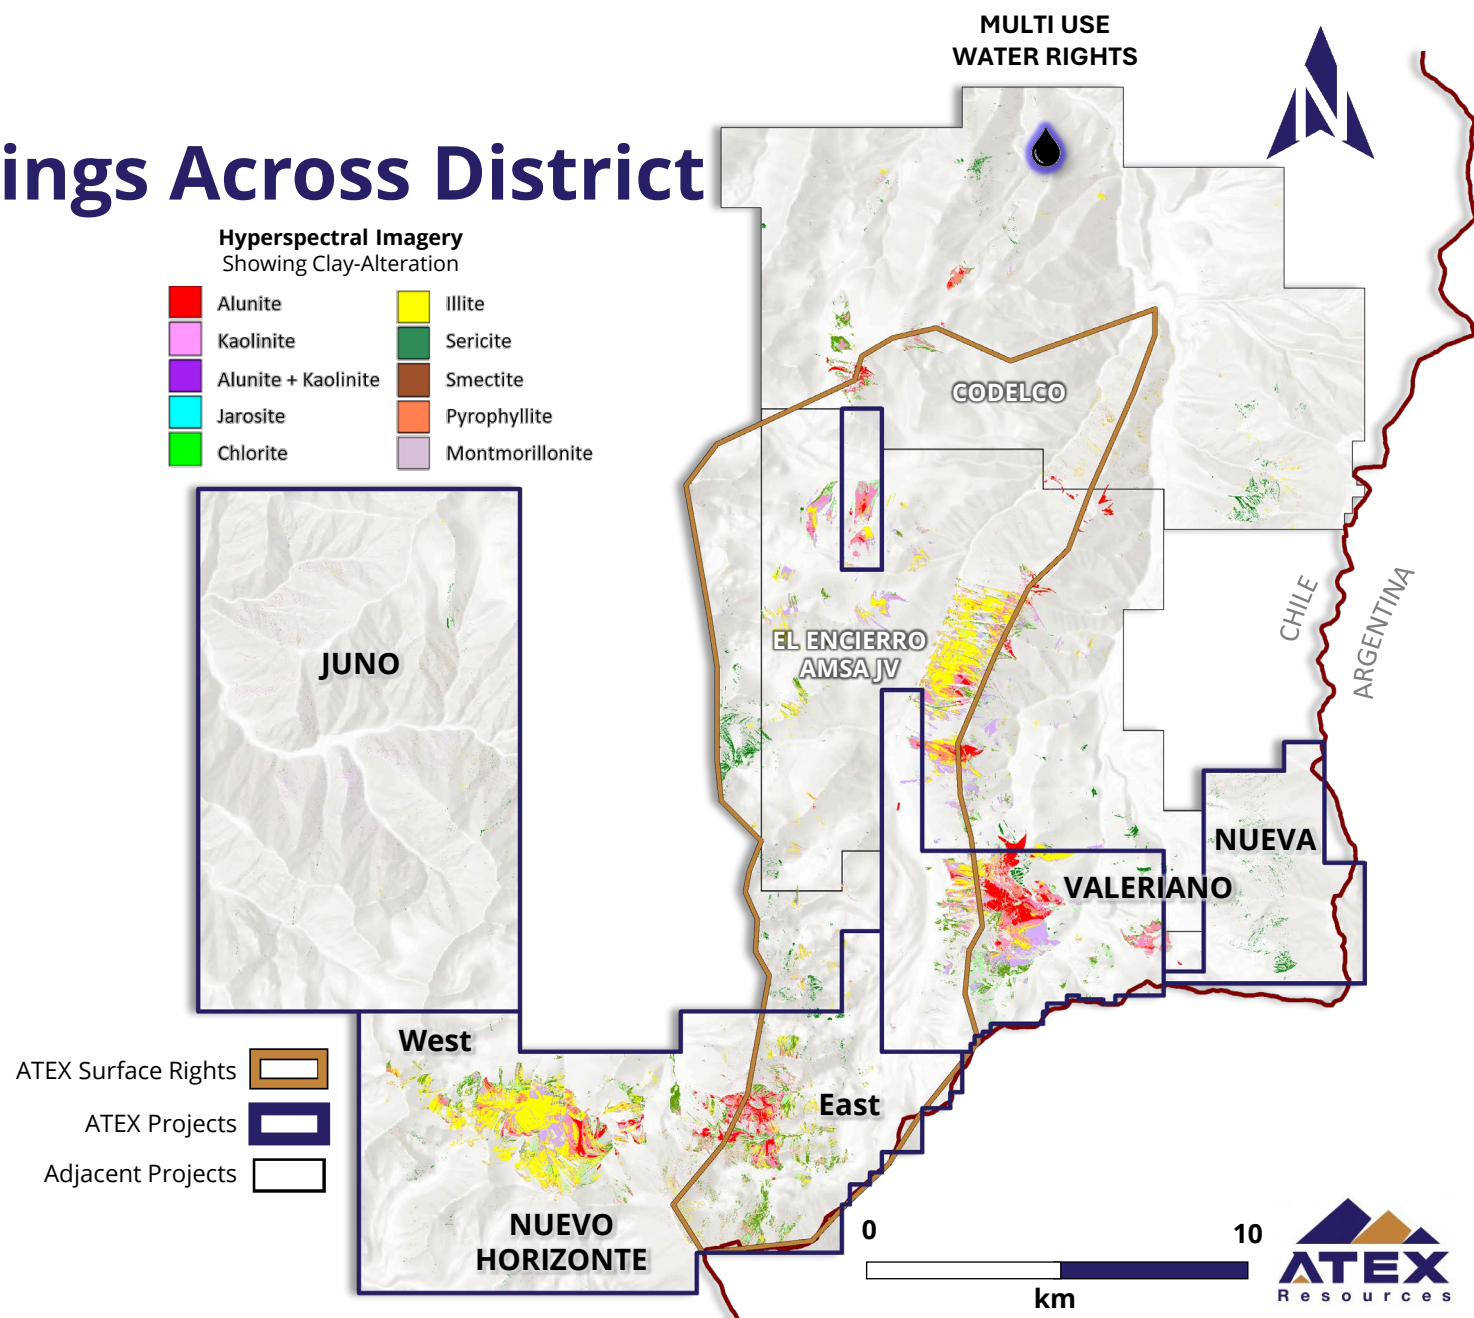 MULTI USE
WATER RIGHTS
ings Across District
Hyperspectral Imagery
Showing Clay-Alteration
Alunite
Illite
Kaolinite
Sericite
Alunite + Kaolinite
Smectite
Jarosite
Pyrophyllite
Chlorite
Montmorillonite
CODELCO
CHILE
ARGENTINA
EL ENCIERRO
AMSA JV
JUNO
NUEVA
VALERIANO
West
East
ATEX Surface Rights
ATEX Projects
Adjacent Projects
NUEVO
HORIZONTE
0
10
km
ATEX
Resources